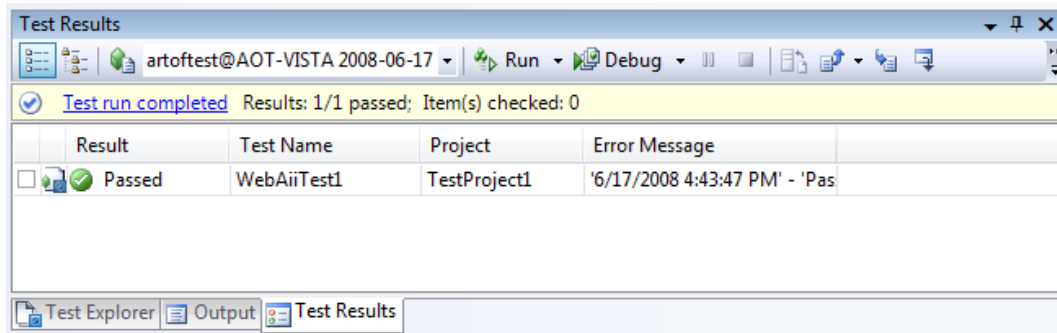 Test Results
artoftest@AOT-VISTA 2008-06-17 Run Debug
Test run completed Results: 1/1 passed; Item(s) checked: 0
Result Test Name Project Error Message
Passed WebAiiTest1 TestProject1 '6/17/2008 4:43:47 PM' - 'Pas
Test Explorer Output Test Results